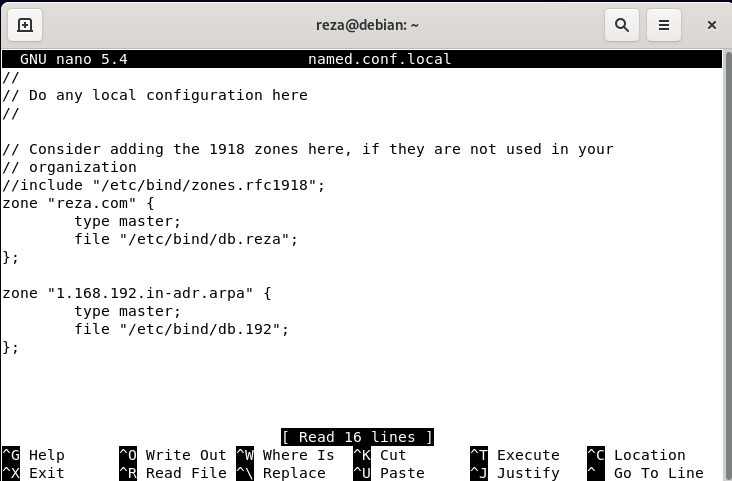 reza@debian: ~
GNU nano 5.4 named.conf.local
//
// Do any local configuration here
//
// Consider adding the 1918 zones here, if they are not used in your
// organization
//include "/etc/bind/zones.rfc1918";
zone "reza.com" {
type master;
file "/etc/bind/db.reza";
};
zone "1.168.192.in-adr.arpa" {
type master;
file "/etc/bind/db.192";
};
[ Read 16 lines ]
^G Help ^O Write Out ^W Where Is ^K Cut ^T Execute ^C Location
^X Exit ^R Read File ^\ Replace ^U Paste ^J Justify ^ Go To Line